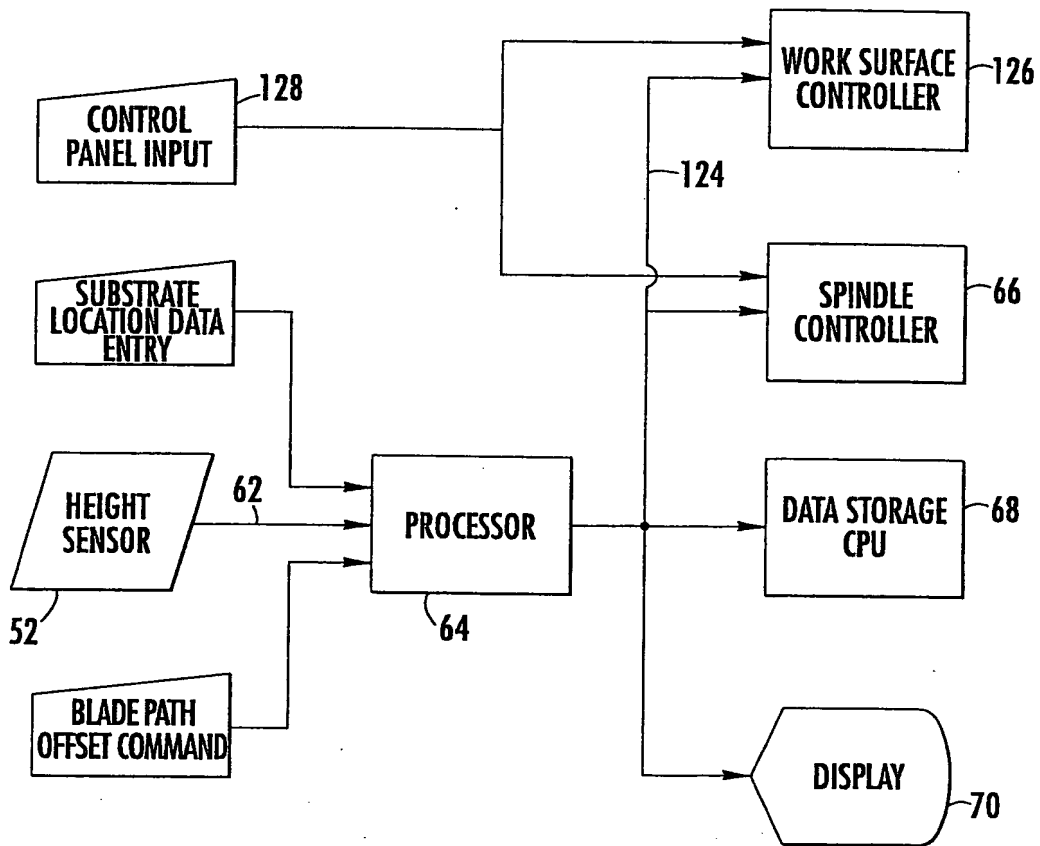 128
CONTROL
PANEL INPUT
WORK SURFACE
CONTROLLER
126
124
SUBSTRATE
LOCATION DATA
ENTRY
SPINDLE
CONTROLLER
66
HEIGHT
SENSOR
52
62
PROCESSOR
64
DATA STORAGE
CPU
68
BLADE PATH
OFFSET COMMAND
DISPLAY
70